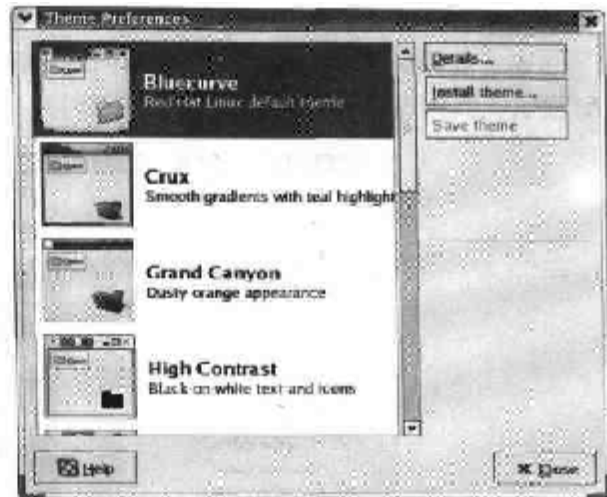 Theme Preferences
Bluecurve
Red Hat Linux default theme
Details...
Install theme...
Save theme
Crux
Smooth gradients with teal highlight
Grand Canyon
Dusty orange appearance
High Contrast
Black-on-white text and icons
Help
Close